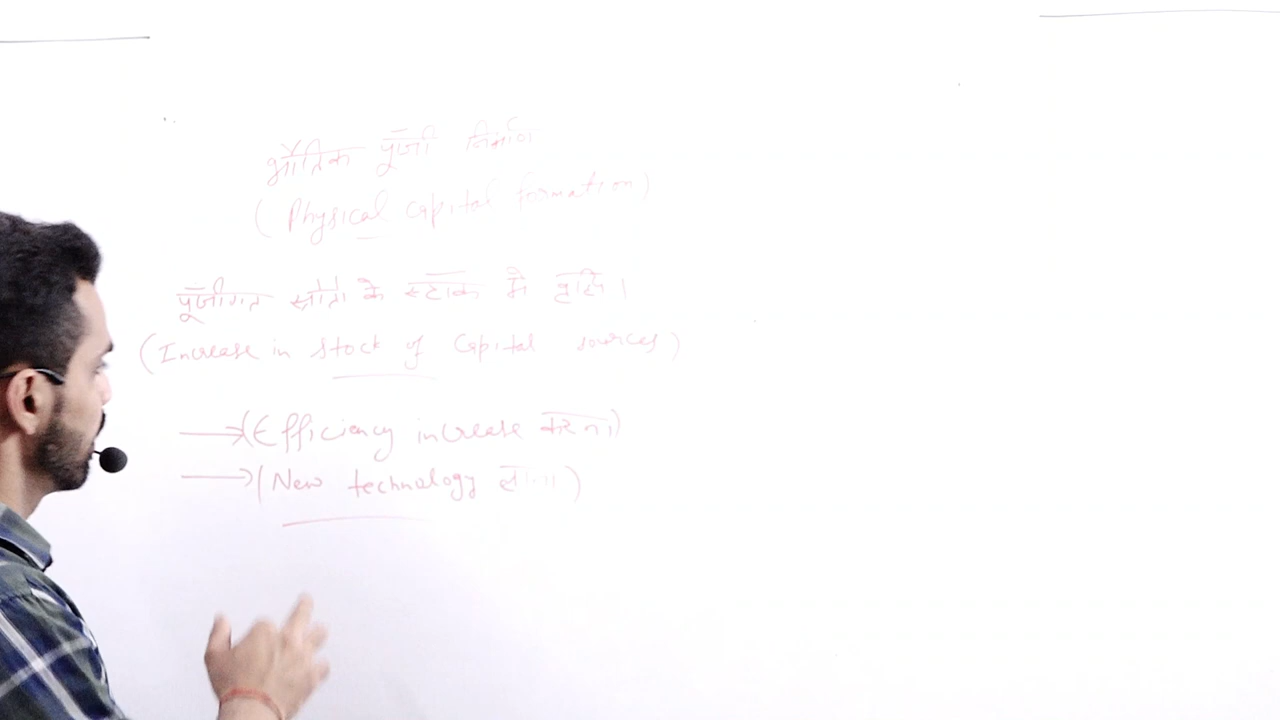 भौतिक पूँजी निर्माण
(Physical capital formation)
पूँजीगत स्रोतों के स्टॉक में वृद्धि।
(Increase in stock of capital sources)
→(Efficiency increase करना)
→(New technology लाना)